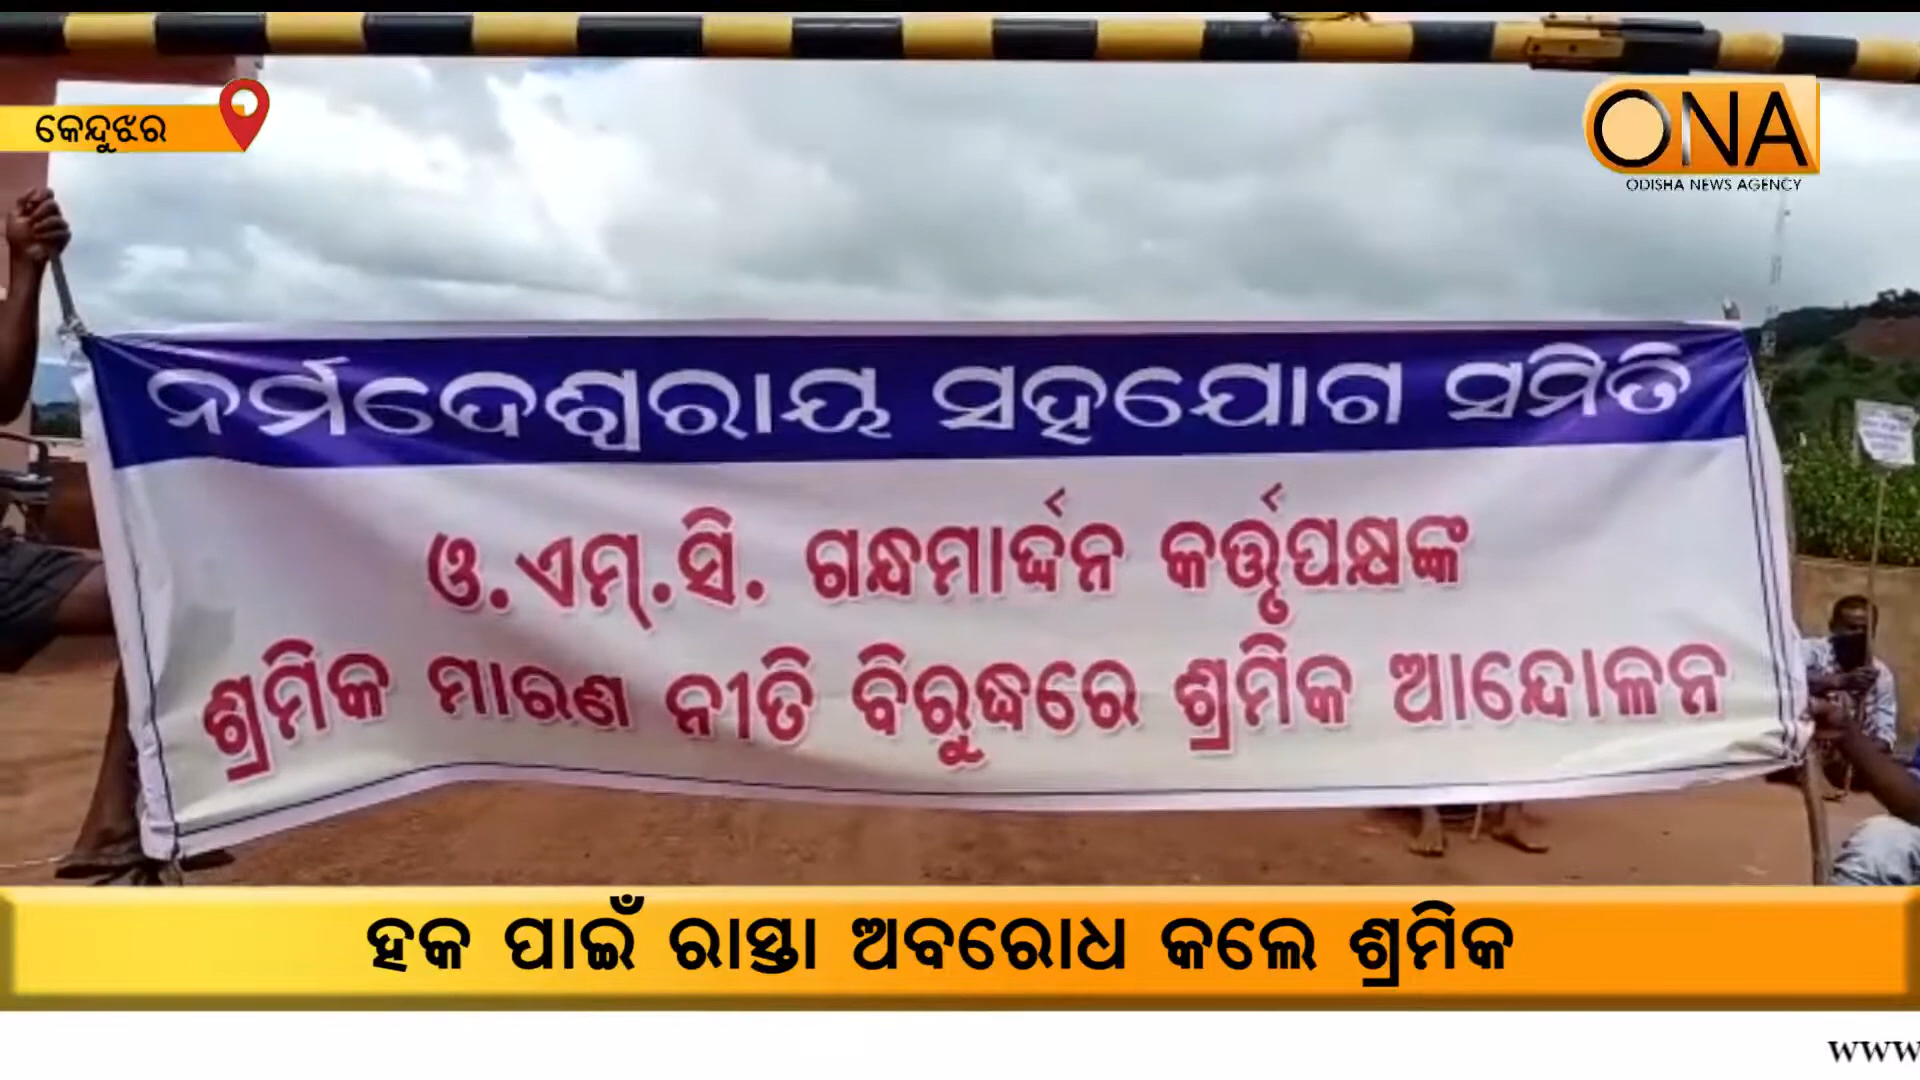 କେନ୍ଦୁଝର
ONA
ODISHA NEWS AGENCY
ନର୍ମଦେଶ୍ୱରାୟ ସହଯୋଗ ସମିତି
ଓ.ଏମ୍.ସି. ଗନ୍ଧମାର୍ଦ୍ଦନ କର୍ତ୍ତୃପକ୍ଷଙ୍କ
ଶ୍ରମିକ ମାରଣ ନୀତି ବିରୁଦ୍ଧରେ ଶ୍ରମିକ ଆନ୍ଦୋଳନ
ହକ ପାଇଁ ରାସ୍ତା ଅବରୋଧ କଲେ ଶ୍ରମିକ
www